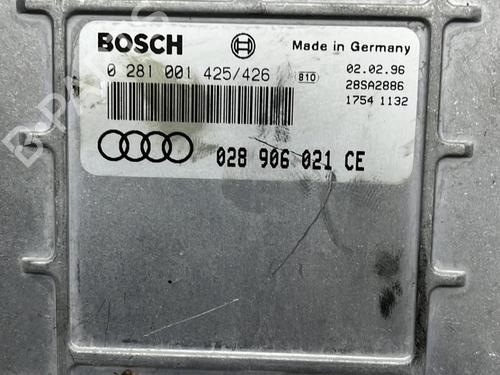 BOSCH
Made in Germany
0 281 001 425/426
810
02.02.96
28SA2886
1754 1132
028 906 021 CE
B-PARTS